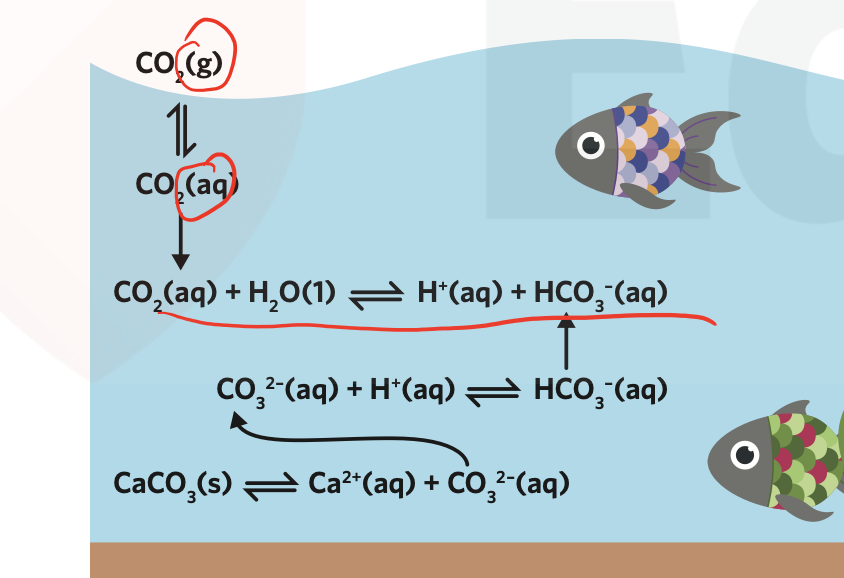 CO₂(g)
CO₂(aq)
CO₂(aq) + H₂O(1) ⇌ H⁺(aq) + HCO₃⁻(aq)
CO₃²⁻(aq) + H⁺(aq) ⇌ HCO₃⁻(aq)
CaCO₃(s) ⇌ Ca²⁺(aq) + CO₃²⁻(aq)